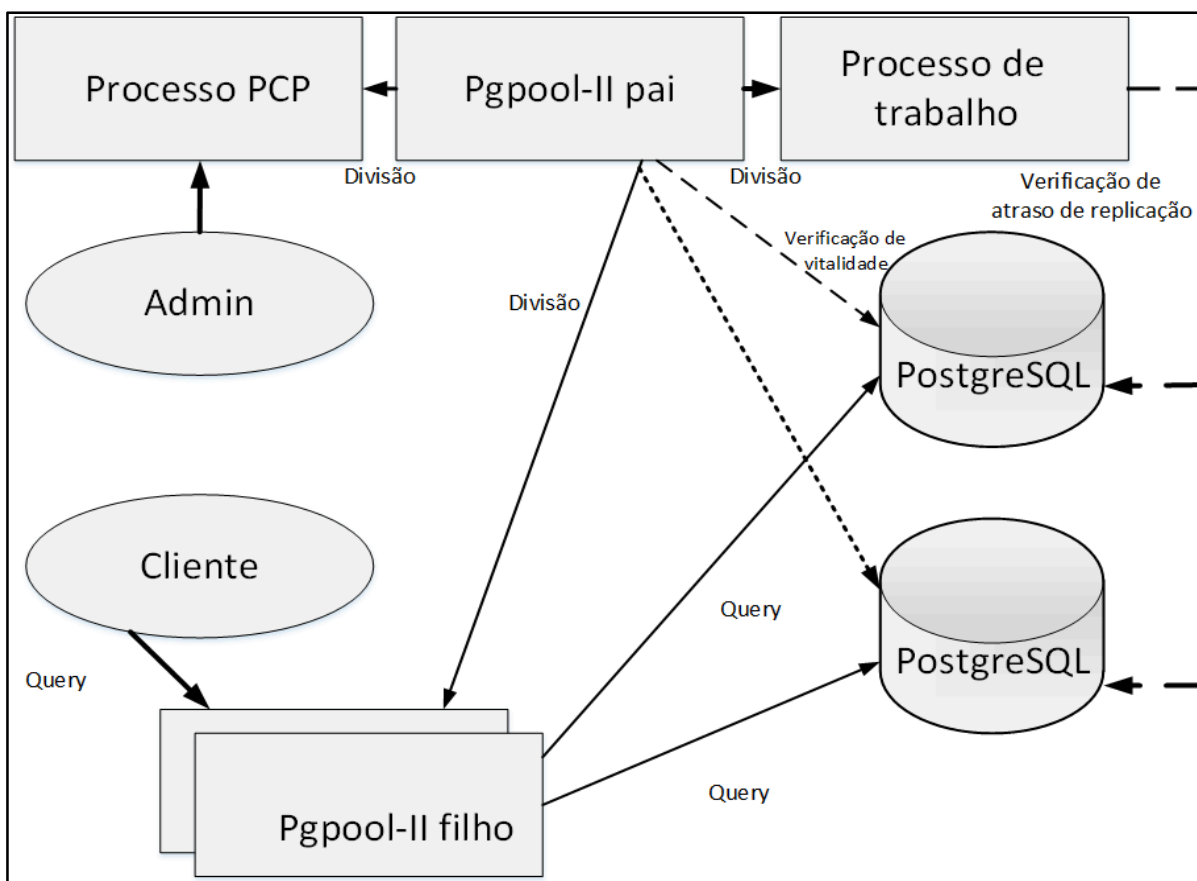 Processo PCP
Pgpool-II pai
Processo de
trabalho
Divisão
Divisão
Verificação de
atraso de replicação
Verificação de
vitalidade
Admin
Divisão
PostgreSQL
Cliente
Query
PostgreSQL
Query
Query
Pgpool-II filho